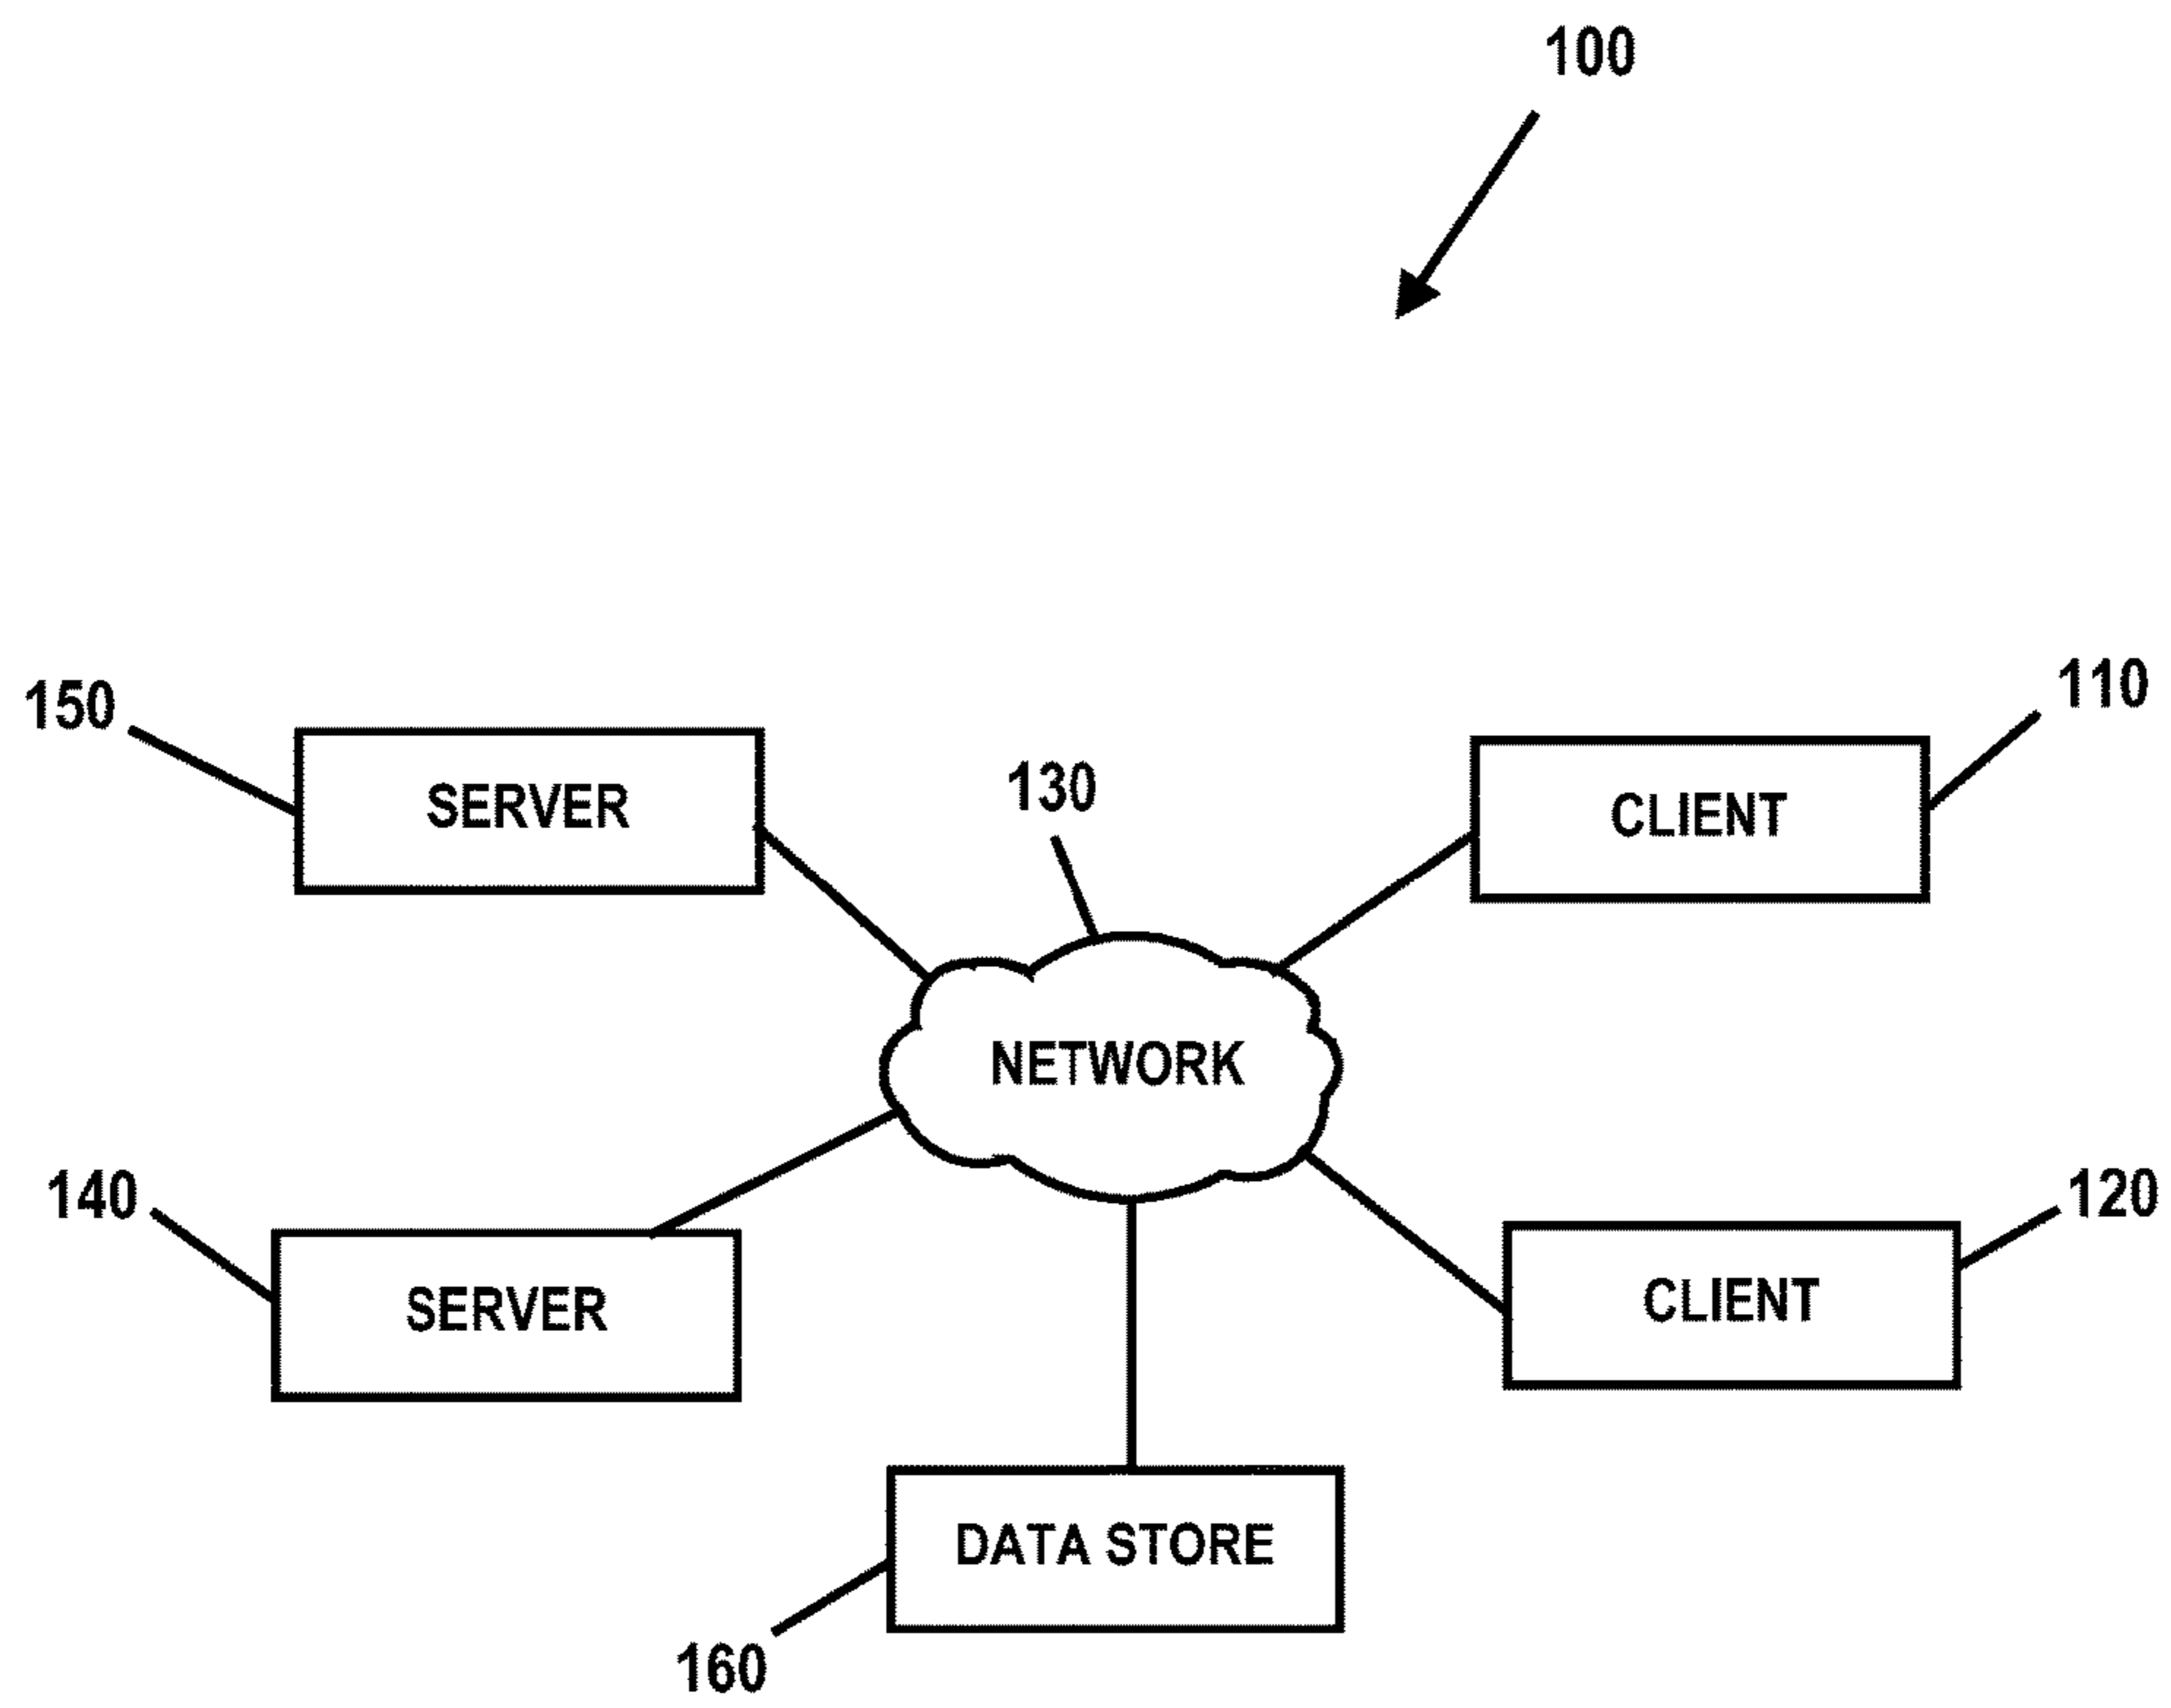 100
150
110
SERVER
130
CLIENT
NETWORK
140
120
SERVER
CLIENT
DATA STORE
160